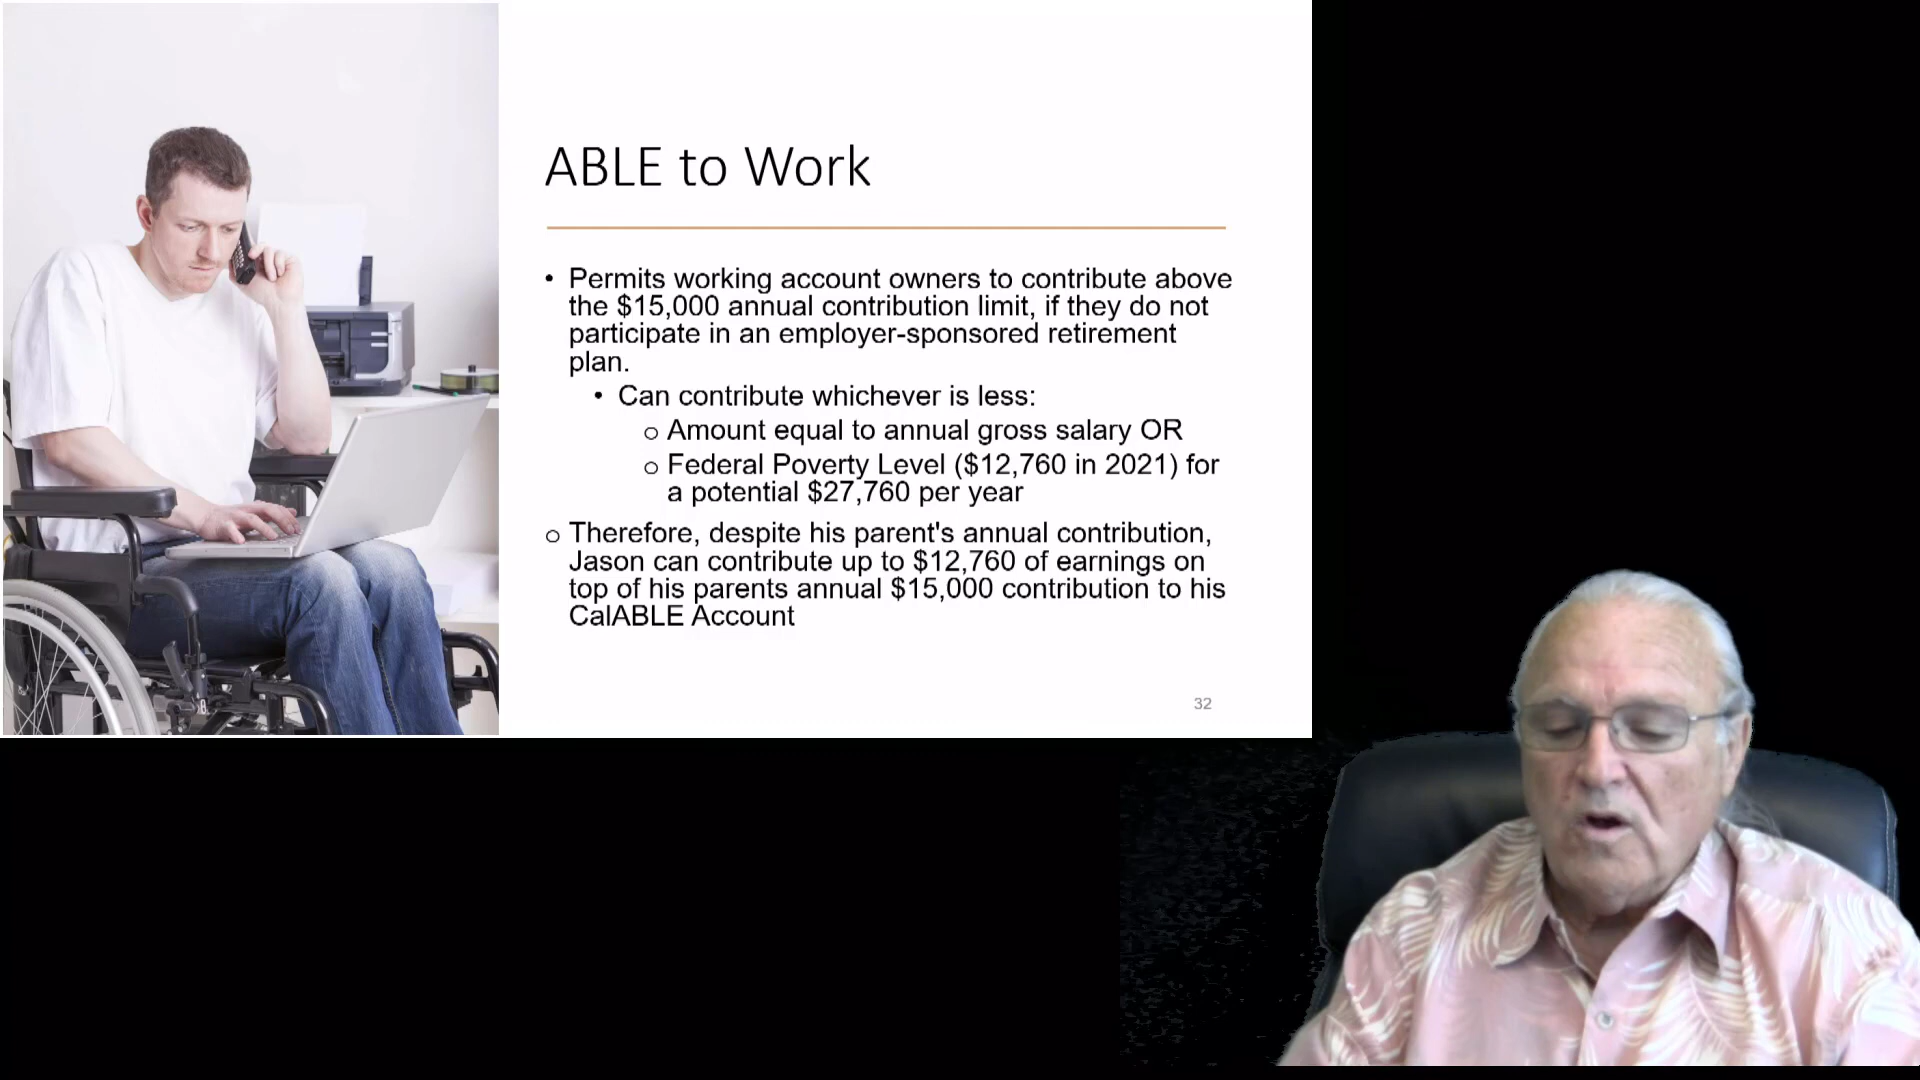 ABLE to Work
• Permits working account owners to contribute above
the $15,000 annual contribution limit, if they do not
participate in an employer-sponsored retirement
plan.
• Can contribute whichever is less:
o Amount equal to annual gross salary OR
o Federal Poverty Level ($12,760 in 2021) for
a potential $27,760 per year
o Therefore, despite his parent's annual contribution,
Jason can contribute up to $12,760 of earnings on
top of his parents annual $15,000 contribution to his
CalABLE Account
32